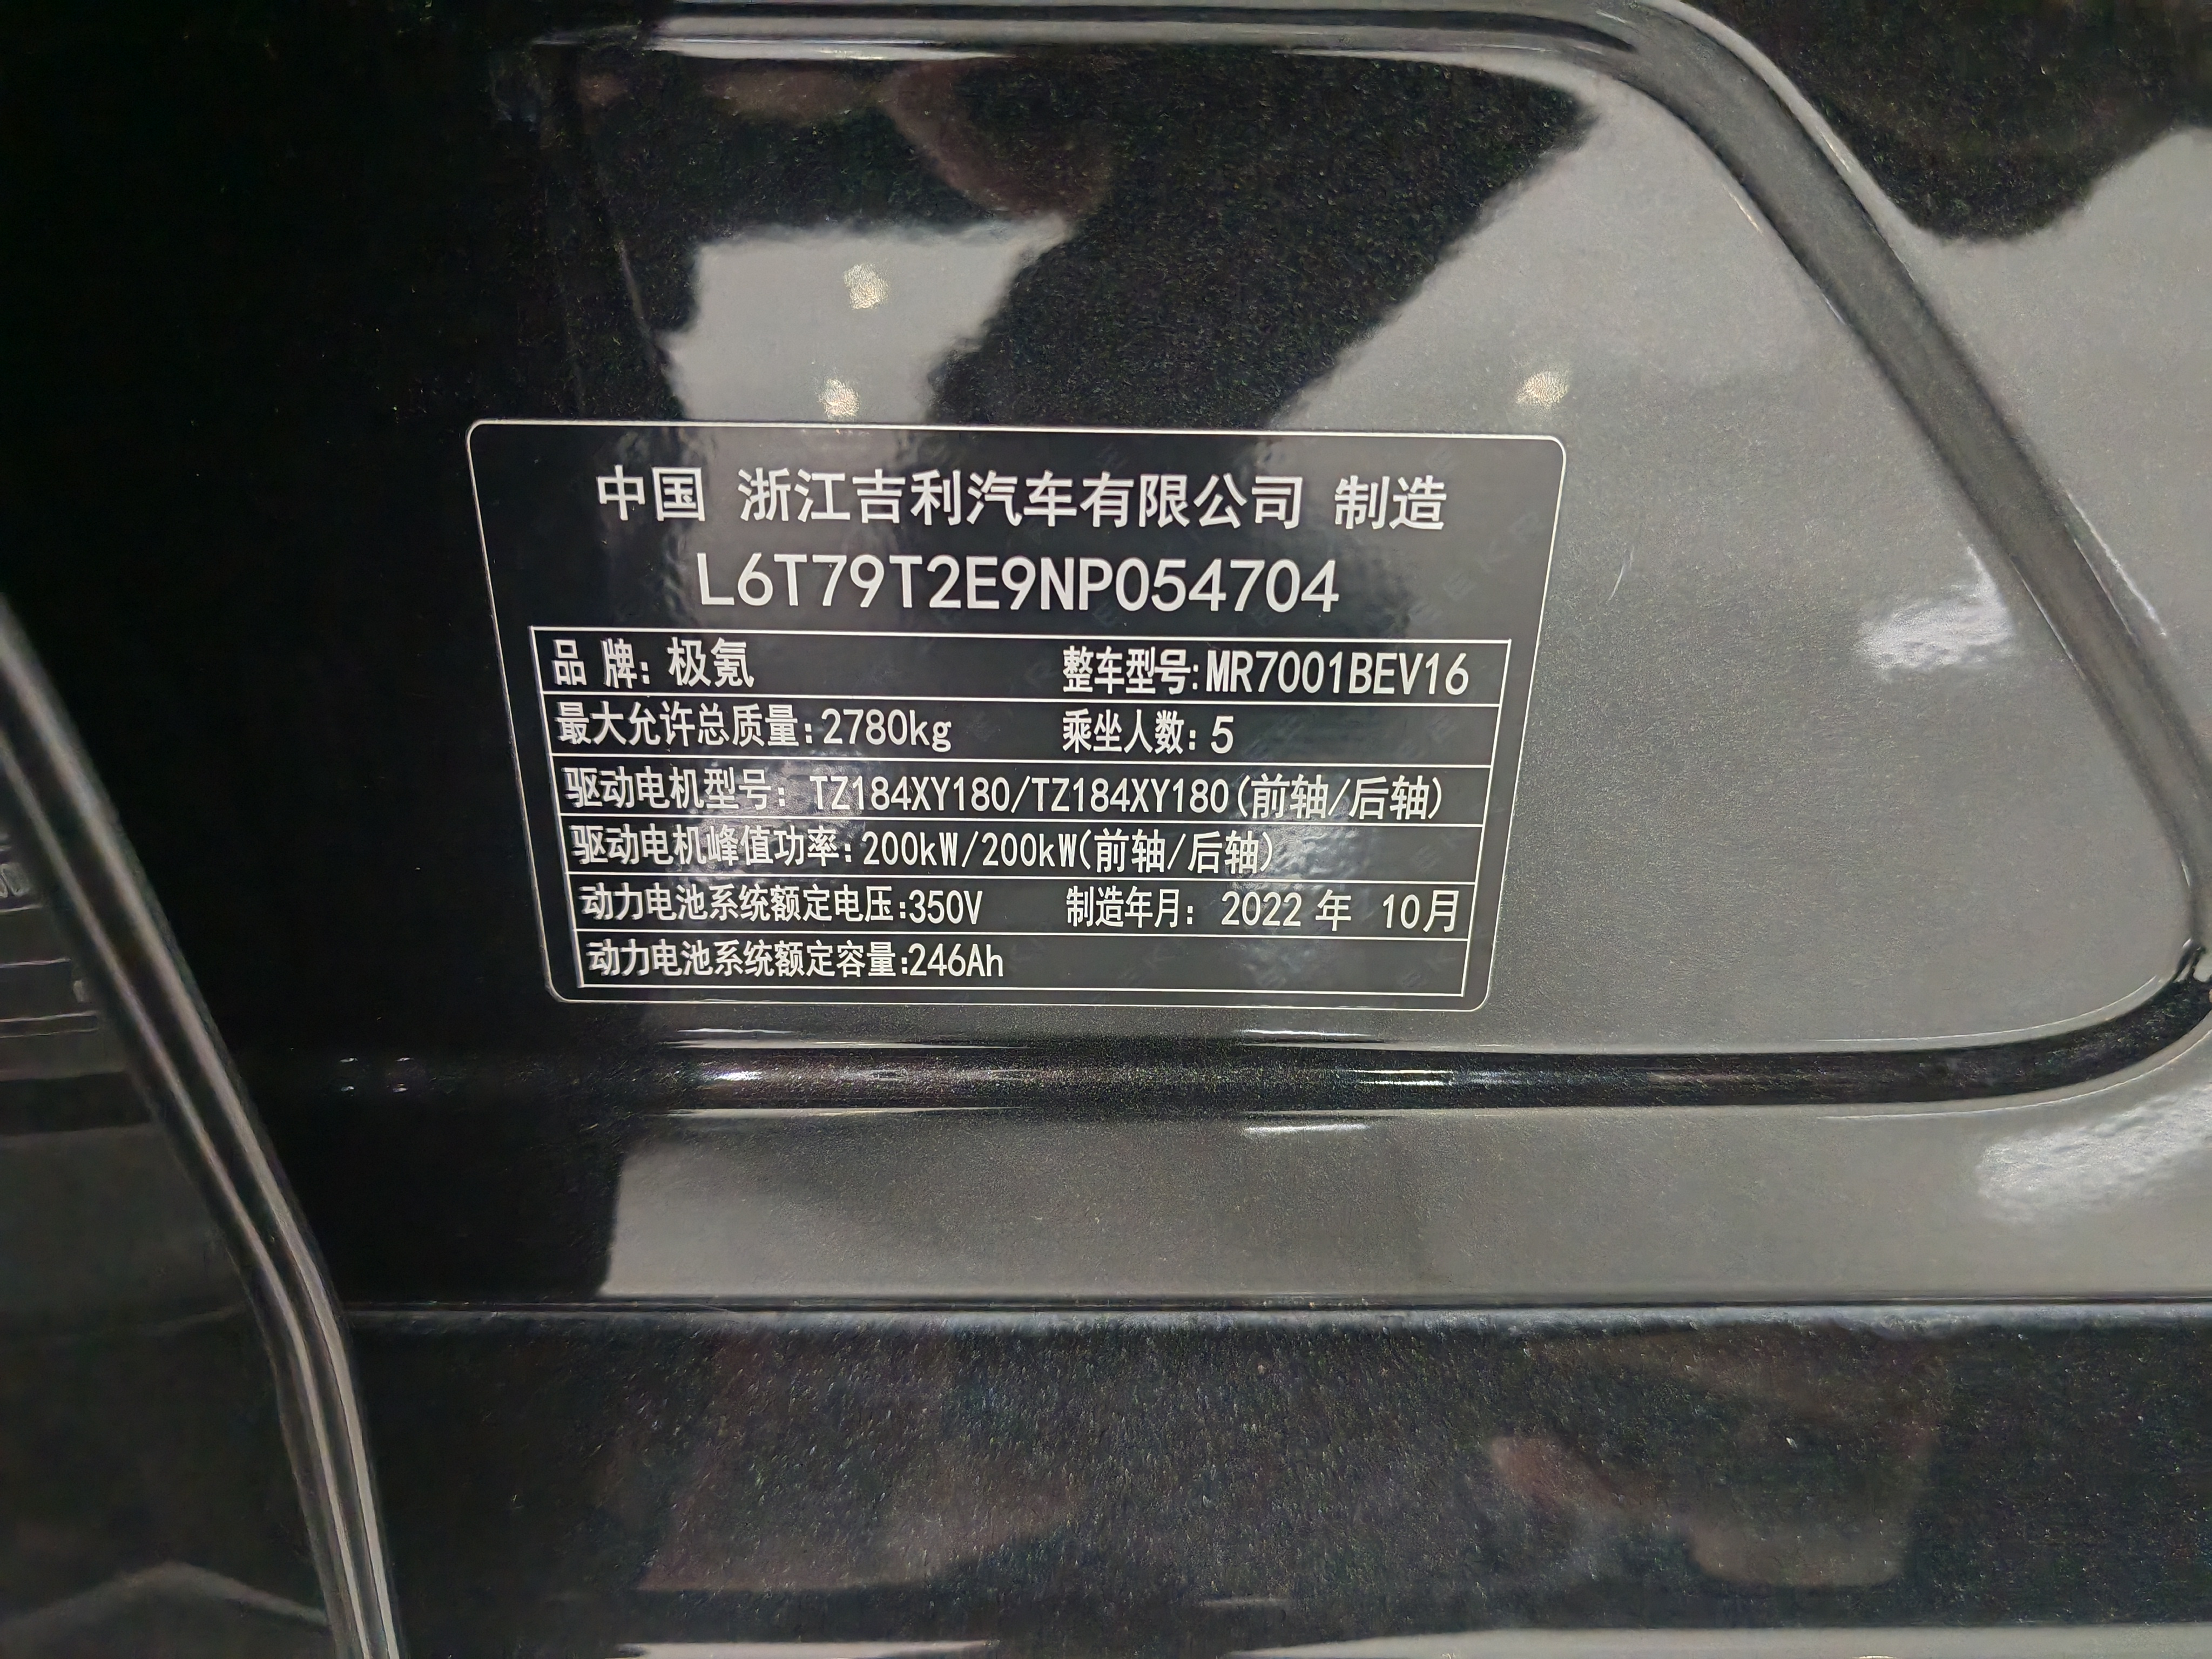 中国 浙江吉利汽车有限公司 制造
L6T79T2E9NP054704
品 牌: 极氪 整车型号:MR7001BEV16
最大允许总质量:2780kg 乘坐人数: 5
驱动电机型号: TZ184XY180/TZ184XY180(前轴/后轴)
驱动电机峰值功率:200kW/200kW(前轴/后轴)
动力电池系统额定电压:350V 制造年月: 2022 年 10月
动力电池系统额定容量:246Ah